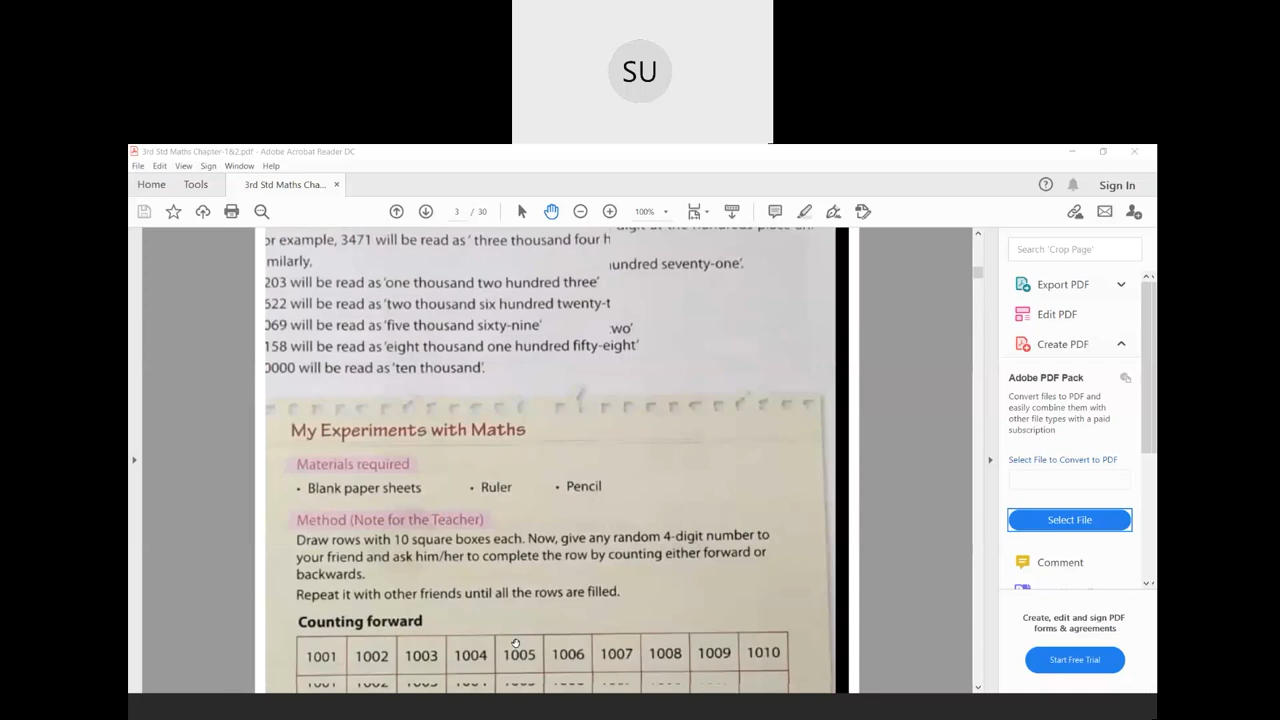 SU
3rd Std Maths Chapter-1&2.pdf - Adobe Acrobat Reader DC
File Edit View Sign Window Help
Home Tools 3rd Std Maths Cha... × Sign In
3 / 30 100%
or example, 3471 will be read as ' three thousand four h
undred seventy-one'.
milarly,
203 will be read as 'one thousand two hundred three'
622 will be read as 'two thousand six hundred twenty-t
wo'
069 will be read as 'five thousand sixty-nine'
158 will be read as 'eight thousand one hundred fifty-eight'
0000 will be read as 'ten thousand'.
My Experiments with Maths
Materials required
• Blank paper sheets • Ruler • Pencil
Method (Note for the Teacher)
Draw rows with 10 square boxes each. Now, give any random 4-digit number to
your friend and ask him/her to complete the row by counting either forward or
backwards.
Repeat it with other friends until all the rows are filled.
Counting forward
1001 1002 1003 1004 1005 1006 1007 1008 1009 1010
Search 'Crop Page'
Export PDF
Edit PDF
Create PDF
Adobe PDF Pack
Convert files to PDF and
easily combine them with
other file types with a paid
subscription
Select File to Convert to PDF
Select File
Comment
Create, edit and sign PDF
forms & agreements
Start Free Trial